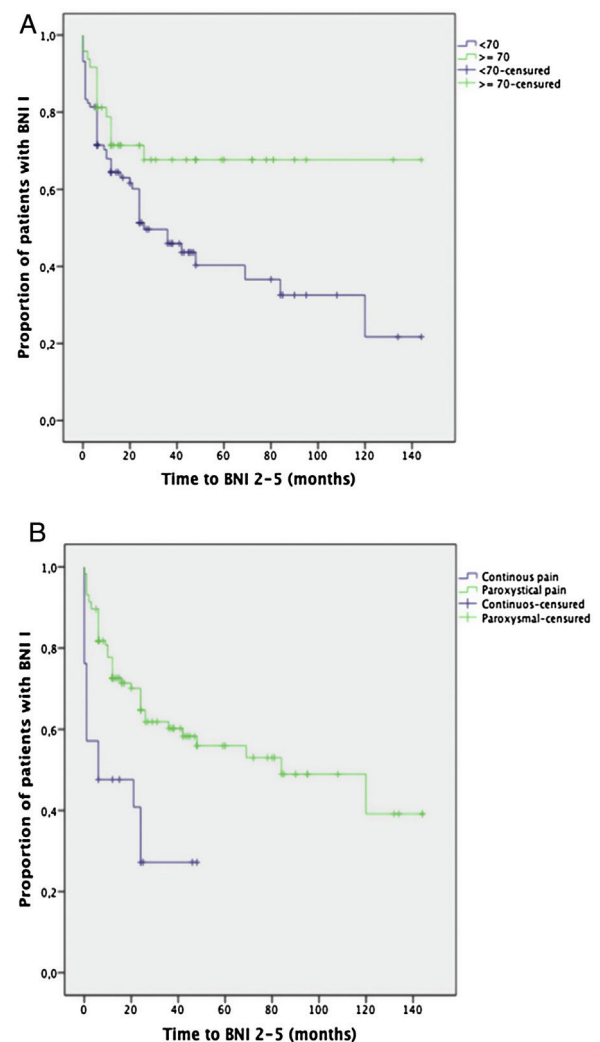 A
1,0
0,8
0,6
0,4
0,2
0,0
Proportion of patients with BNI I
0 20 40 60 80 100 120 140
Time to BNI 2-5 (months)
<70
>= 70
<70-censured
>= 70-censured
B
1,0
0,8
0,6
0,4
0,2
0,0
Proportion of patients with BNI I
0 20 40 60 80 100 120 140
Time to BNI 2-5 (months)
Continous pain
Paroxystical pain
Continuos-censured
Paroxysmal-censured